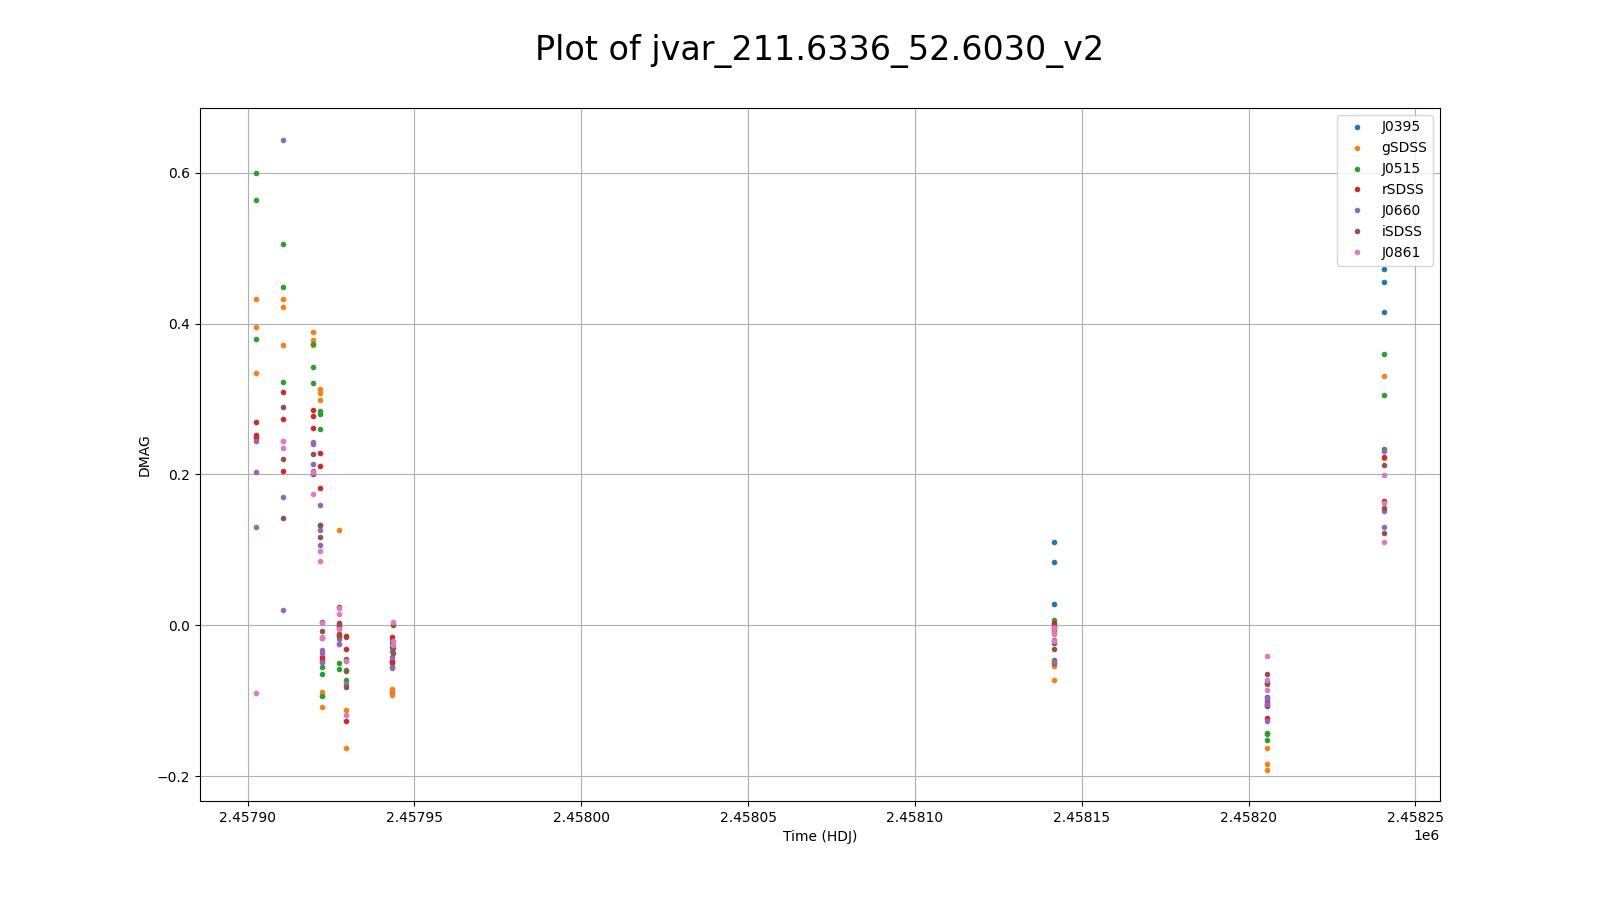 Plot of jvar_211.6336_52.6030_v2
J0395
gSDSS
J0515
rSDSS
J0660
iSDSS
J0861
0.6
0.4
0.2
0.0
−0.2
DMAG
2.45790
2.45795
2.45800
2.45805
2.45810
2.45815
2.45820
2.45825
Time (HDJ)
1e6